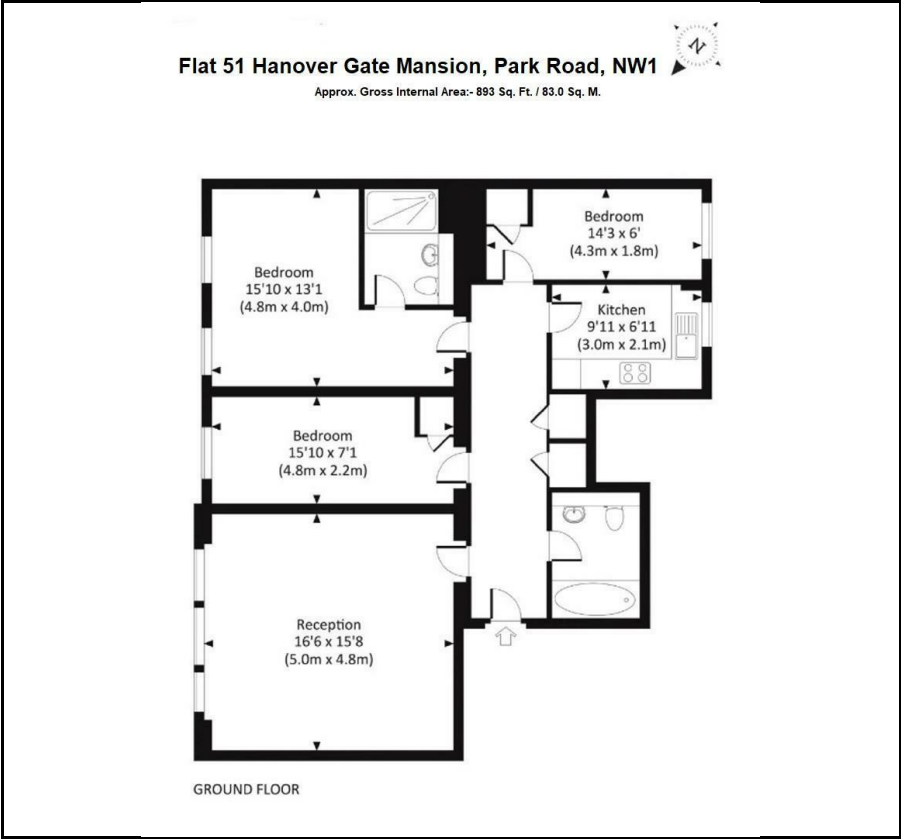 Flat 51 Hanover Gate Mansion, Park Road, NW1
N
Approx. Gross Internal Area:- 893 Sq. Ft. / 83.0 Sq. M.
Bedroom
14'3 x 6'
(4.3m x 1.8m)
Bedroom
15'10 x 13'1
(4.8m x 4.0m)
Kitchen
9'11 x 6'11
(3.0m x 2.1m)
Bedroom
15'10 x 7'1
(4.8m x 2.2m)
Reception
16'6 x 15'8
(5.0m x 4.8m)
GROUND FLOOR